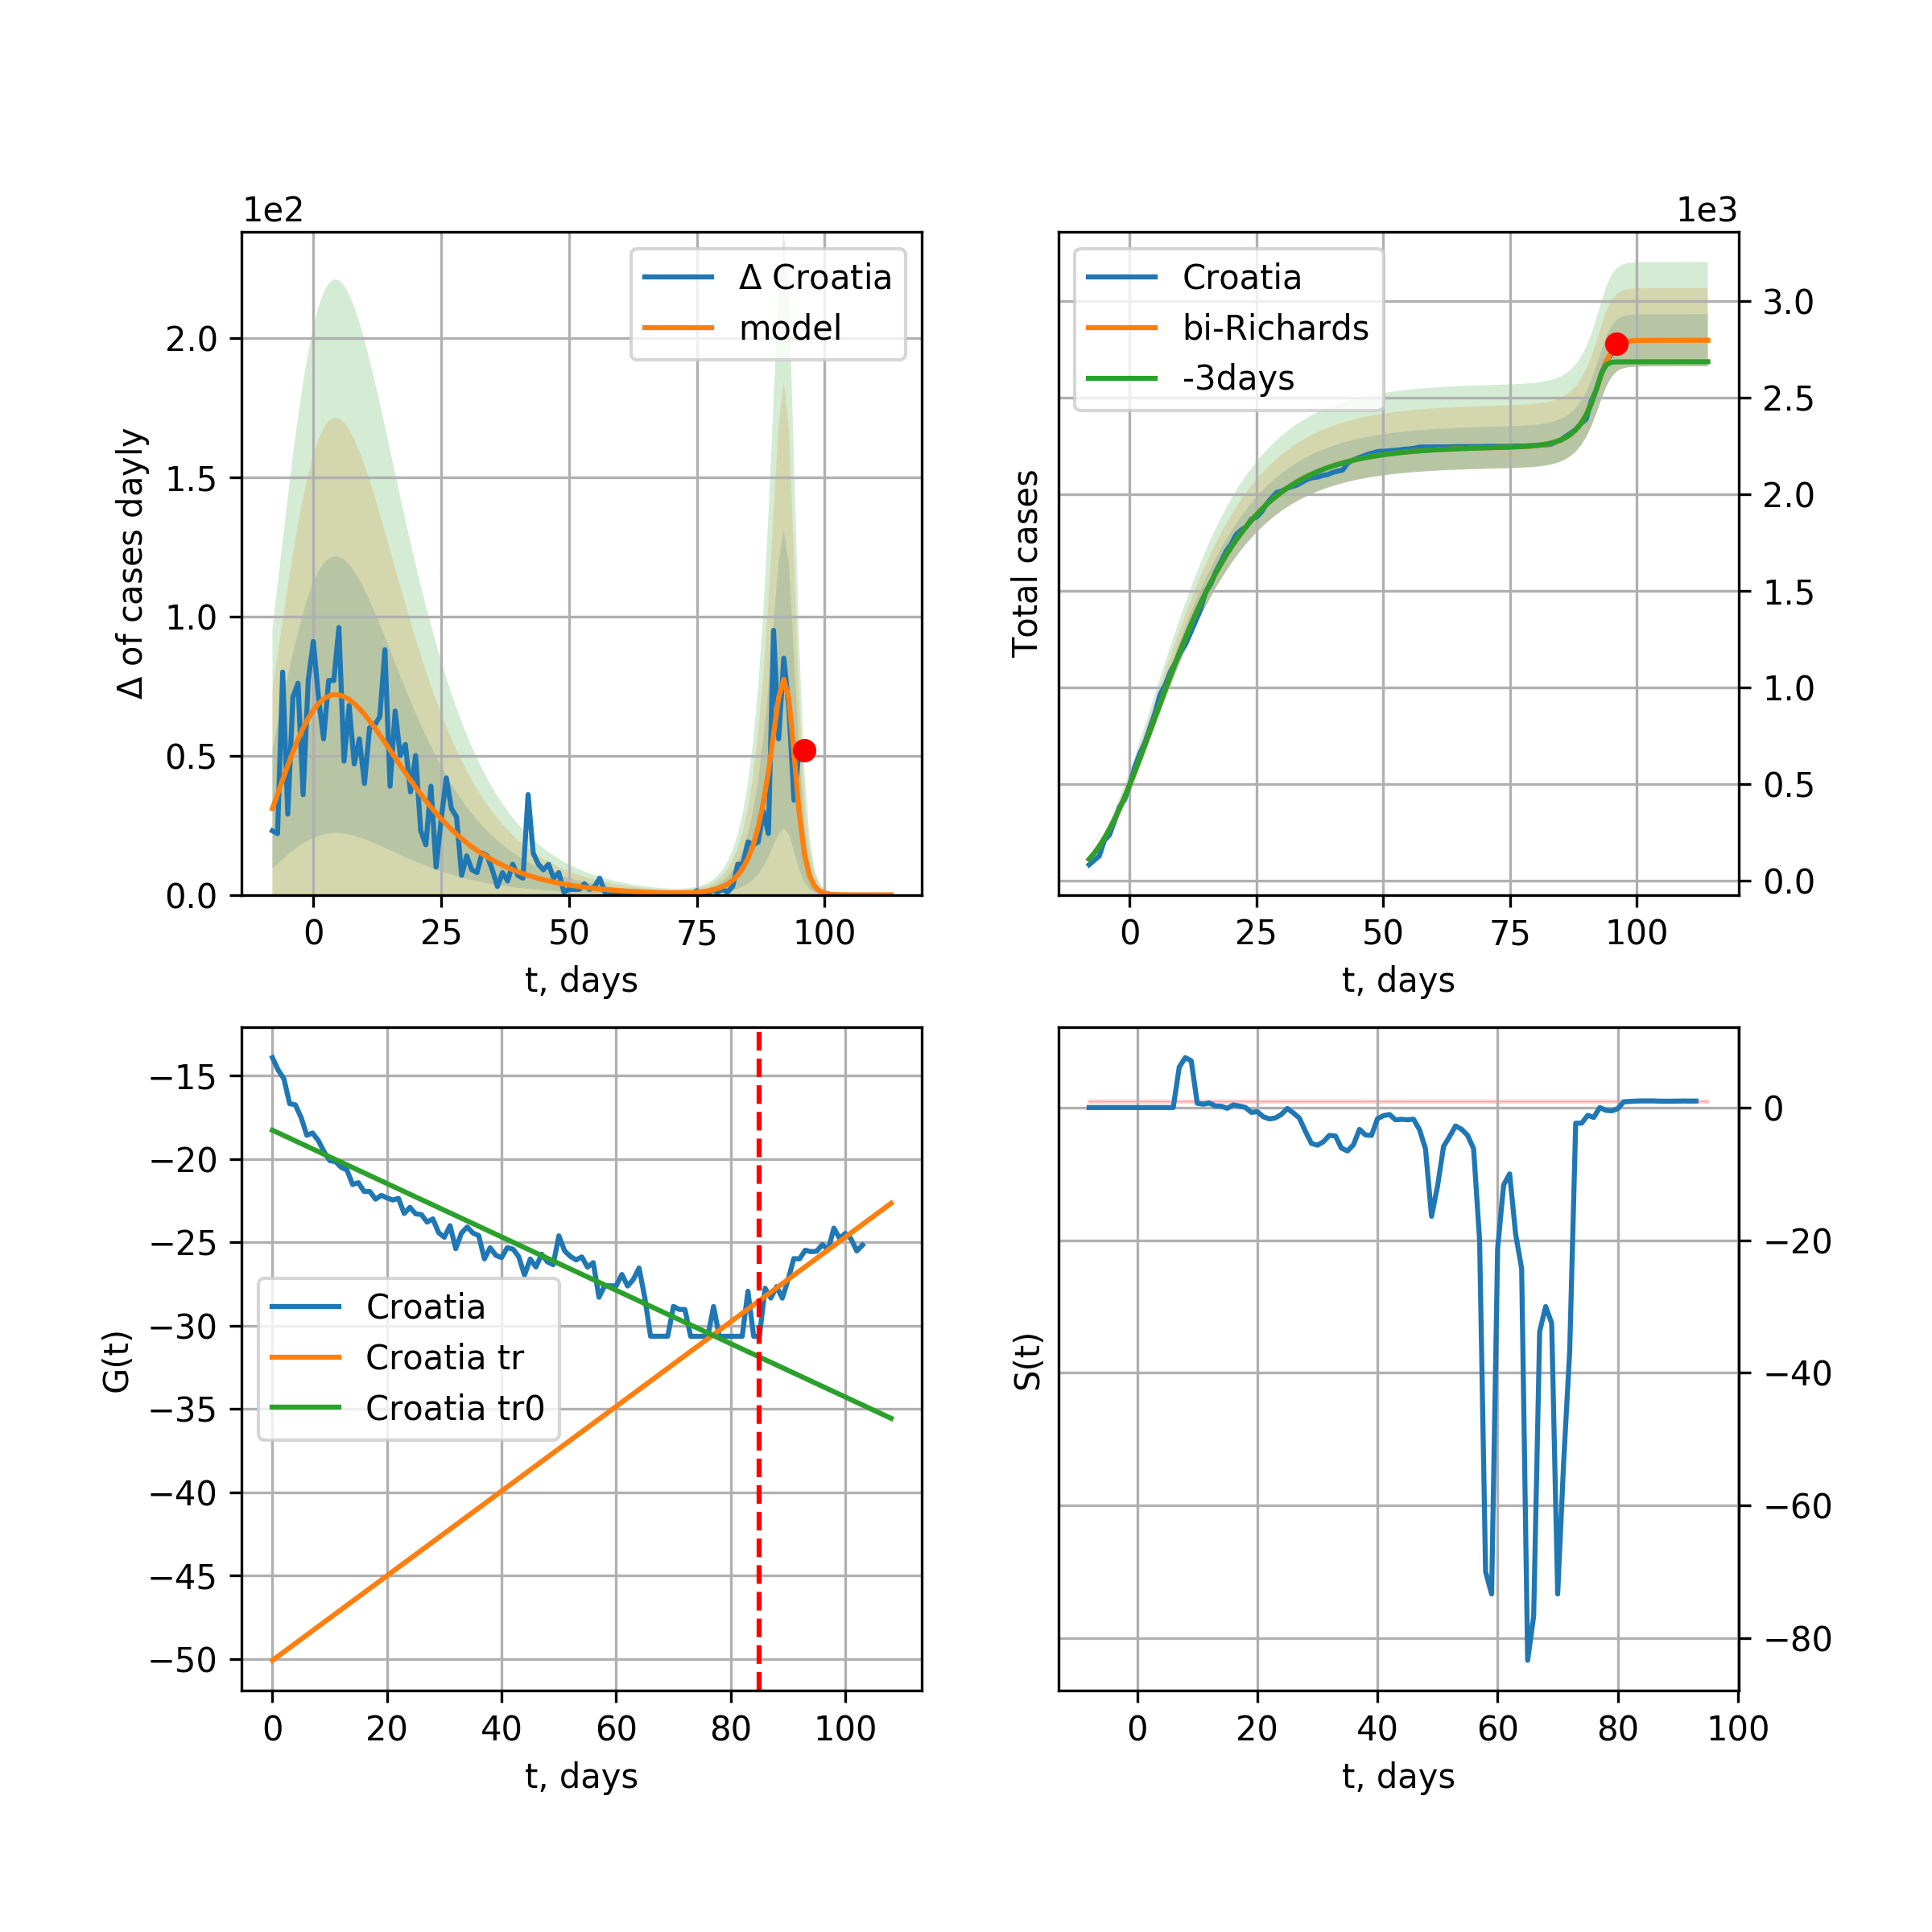 1e2
Δ Croatia
model
2.0
1.5
1.0
0.5
0.0
Δ of cases dayly
0 25 50 75 100
t, days
1e3
Croatia
bi-Richards
-3days
3.0
2.5
2.0
1.5
1.0
0.5
0.0
Total cases
0 25 50 75 100
t, days
−15
−20
−25
−30
−35
−40
−45
−50
G(t)
Croatia
Croatia tr
Croatia tr0
0 20 40 60 80 100
t, days
0
−20
−40
−60
−80
S(t)
0 20 40 60 80 100
t, days